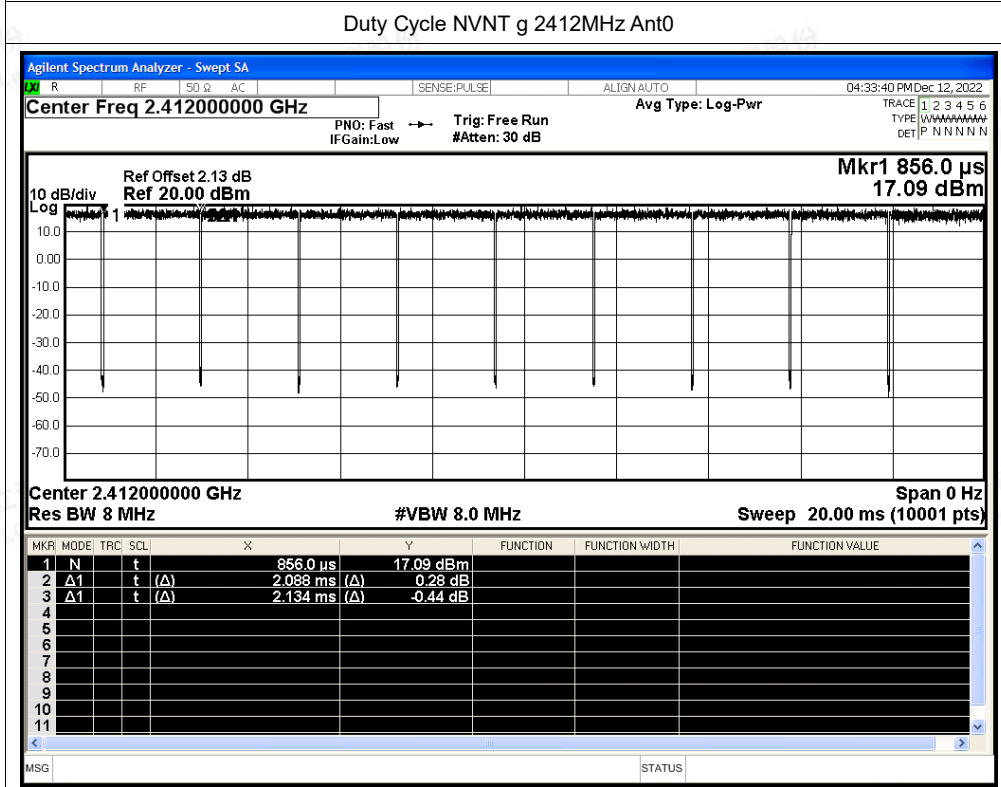 Duty Cycle NVNT g 2412MHz Ant0
Agilent Spectrum Analyzer - Swept SA
LXI R RF 50 Ω AC SENSE:PULSE ALIGN AUTO 04:33:40 PM Dec 12, 2022
Center Freq 2.412000000 GHz
PNO: Fast
IFGain:Low
Trig: Free Run
#Atten: 30 dB
Avg Type: Log-Pwr
TRACE 1 2 3 4 5 6
TYPE W
DET P N N N N N
Mkr1 856.0 µs
17.09 dBm
Ref Offset 2.13 dB
10 dB/div Ref 20.00 dBm
Log
1
10.0
0.00
-10.0
-20.0
-30.0
-40.0
-50.0
-60.0
-70.0
Center 2.412000000 GHz Span 0 Hz
Res BW 8 MHz #VBW 8.0 MHz Sweep 20.00 ms (10001 pts)
MKR MODE TRC SCL X Y FUNCTION FUNCTION WIDTH FUNCTION VALUE
1 N t 856.0 µs 17.09 dBm
2 Δ1 t (Δ) 2.088 ms (Δ) 0.28 dB
3 Δ1 t (Δ) 2.134 ms (Δ) -0.44 dB
4
5
6
7
8
9
10
11
MSG STATUS